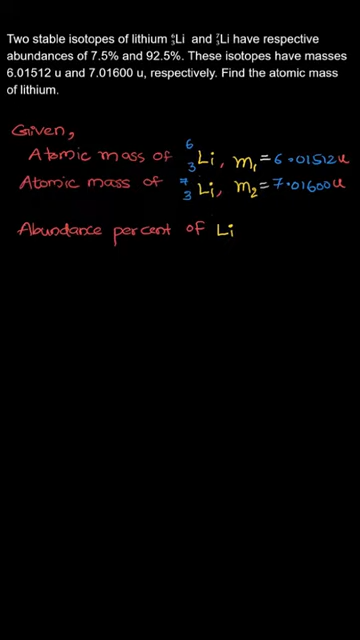 Two stable isotopes of lithium ⁶₃Li and ⁷₃Li have respective
abundances of 7.5% and 92.5%. These isotopes have masses
6.01512 u and 7.01600 u, respectively. Find the atomic mass
of lithium.
Given,
Atomic mass of ⁶₃Li, m₁ = 6.01512u
Atomic mass of ⁷₃Li, m₂ = 7.01600u
Abundance percent of Li